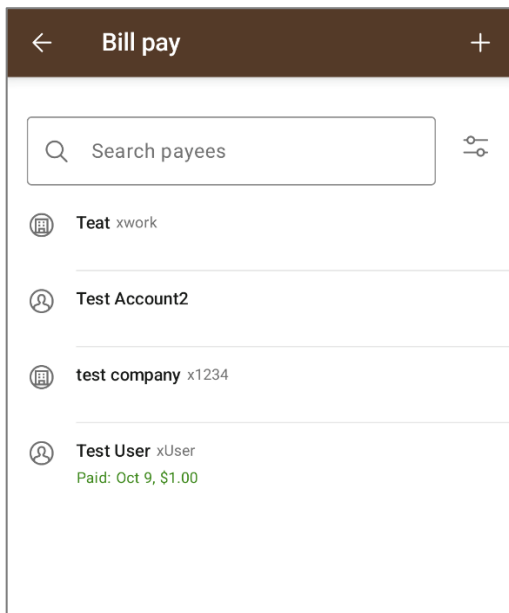 Bill pay
Search payees
Teat xwork
Test Account2
test company x1234
Test User xUser
Paid: Oct 9, $1.00